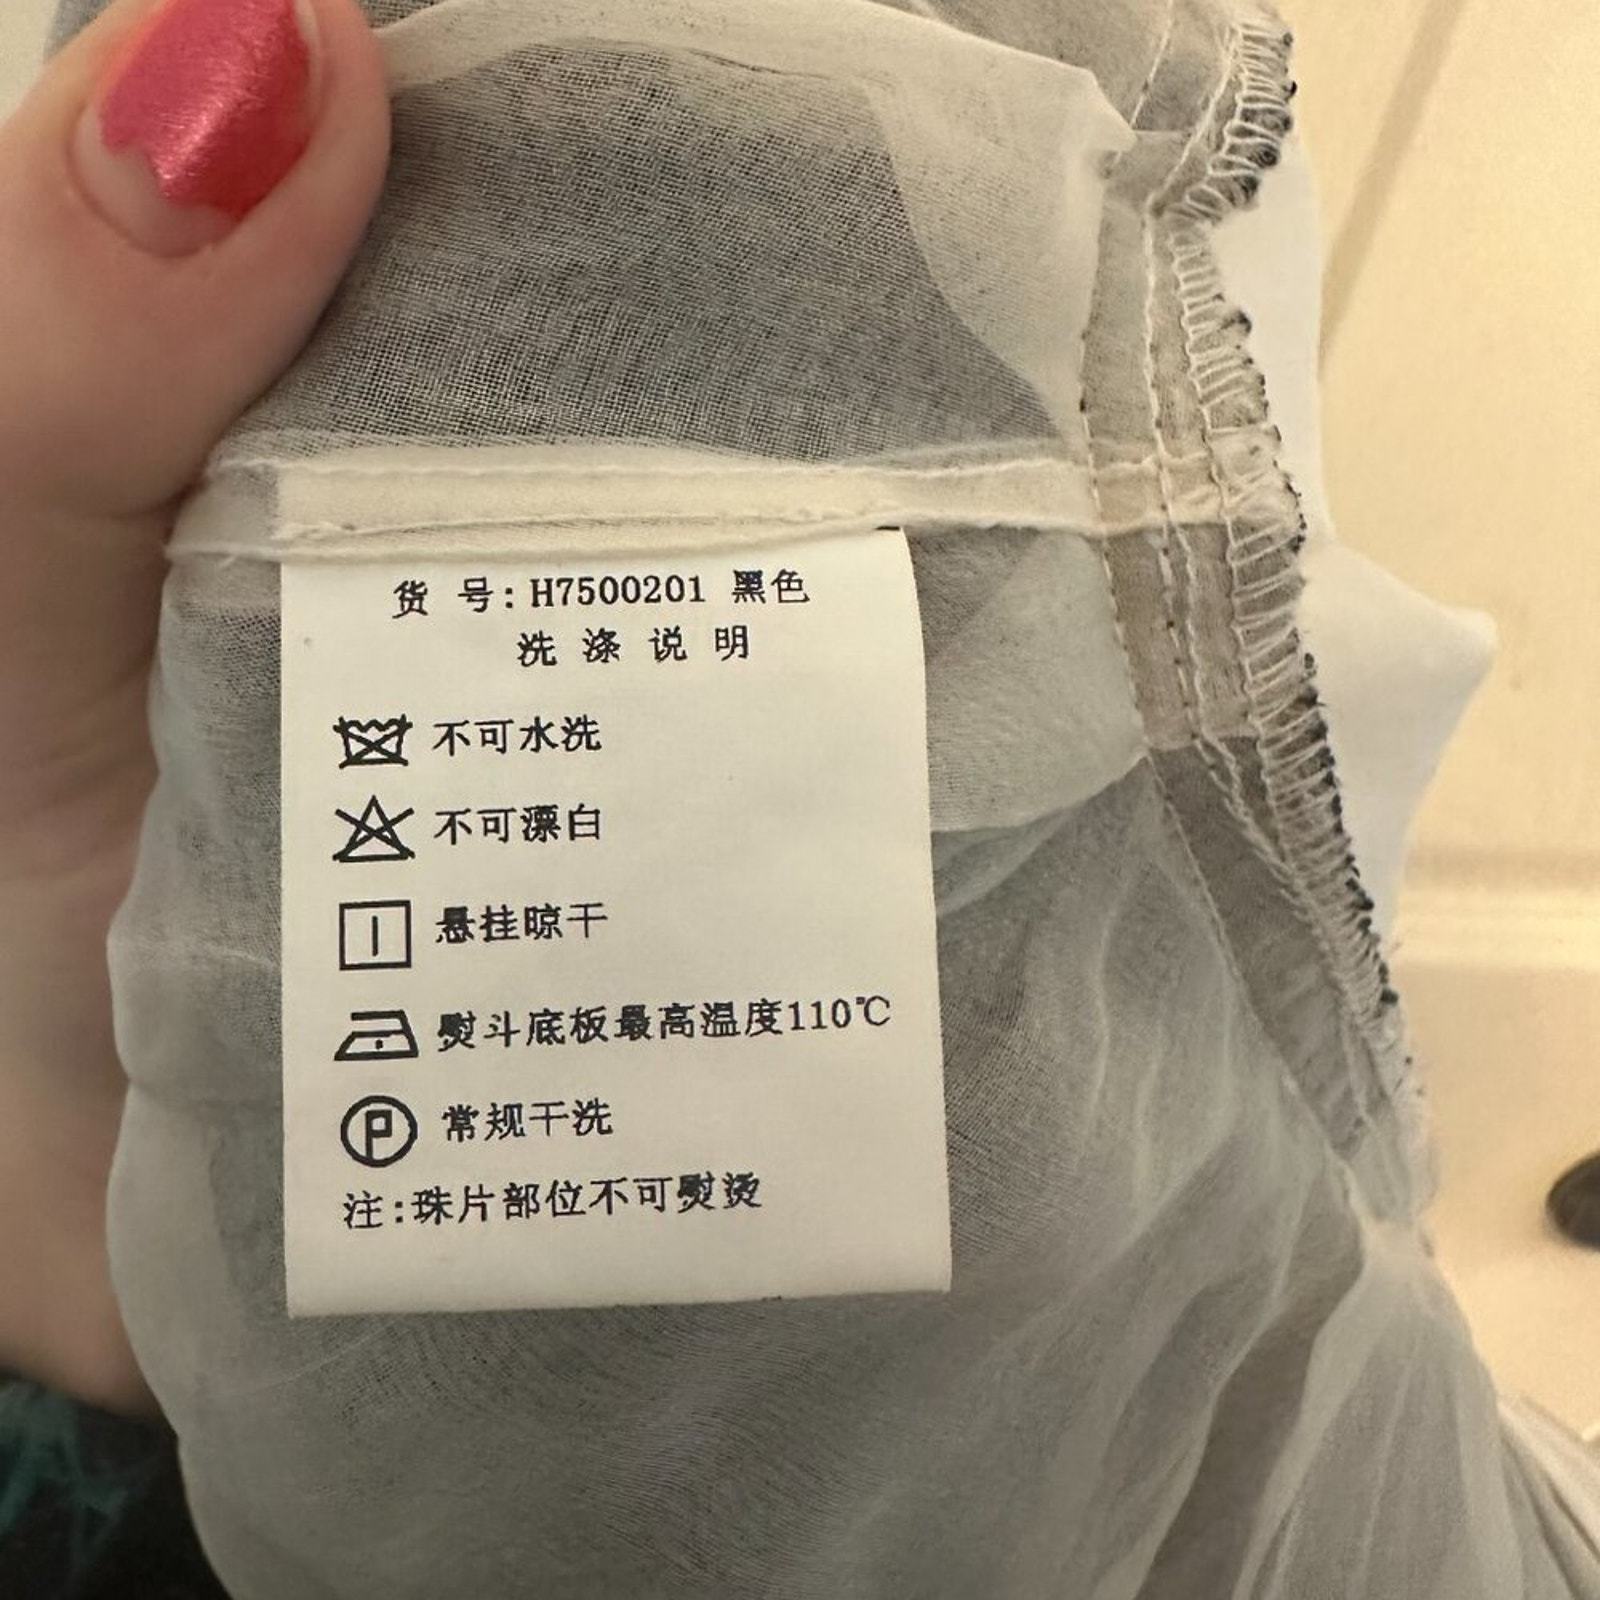 货 号: H7500201 黑色
洗 涤 说 明
不可水洗
不可漂白
悬挂晾干
熨斗底板最高温度110℃
P 常规干洗
注:珠片部位不可熨烫